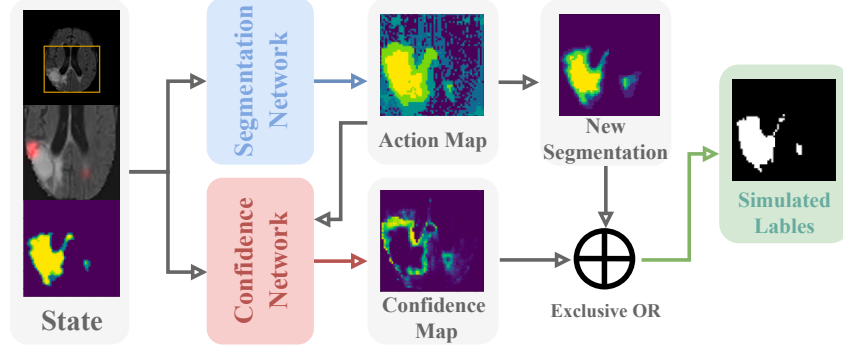 State
Segmentation
Network
Confidence
Network
Action Map
Confidence
Map
New
Segmentation
Exclusive OR
Simulated
Lables